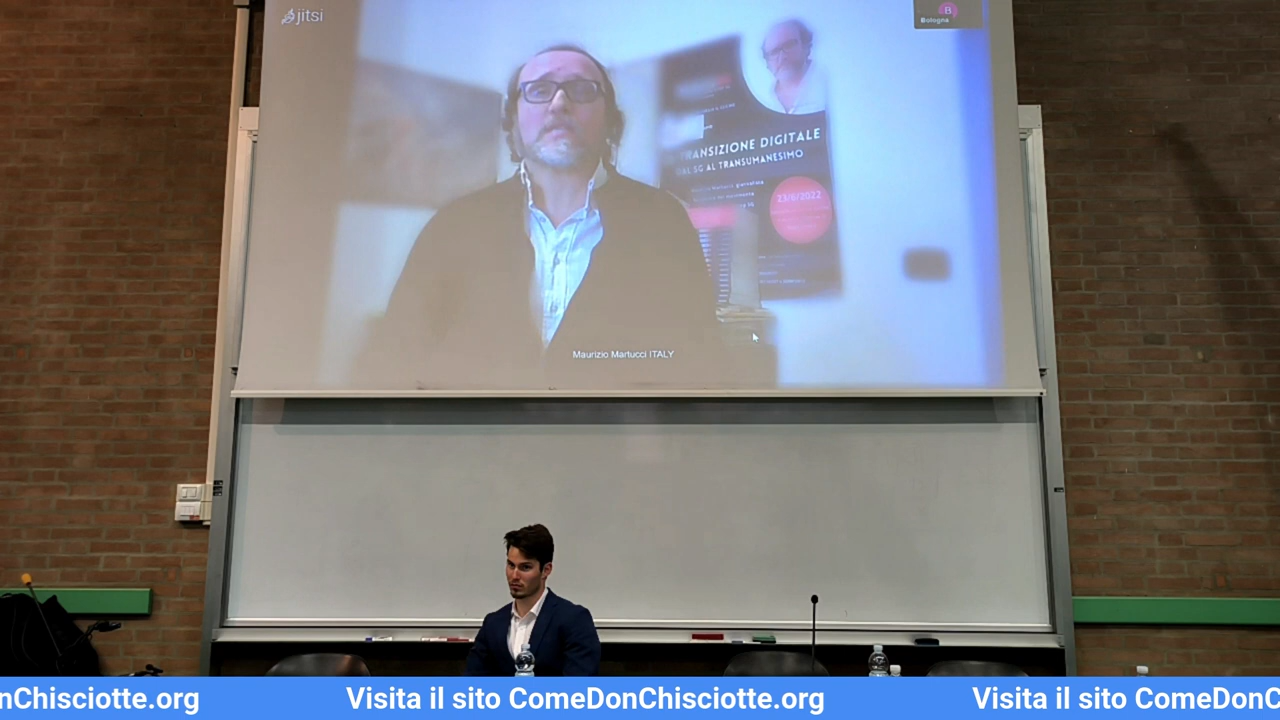 jitsi
B
Bologna
TRANSIZIONE DIGITALE
DAL 5G AL TRANSUMANESIMO
23/6/2022
Maurizio Martucci ITALY
nChisciotte.org
Visita il sito ComeDonChisciotte.org
Visita il sito ComeDonC